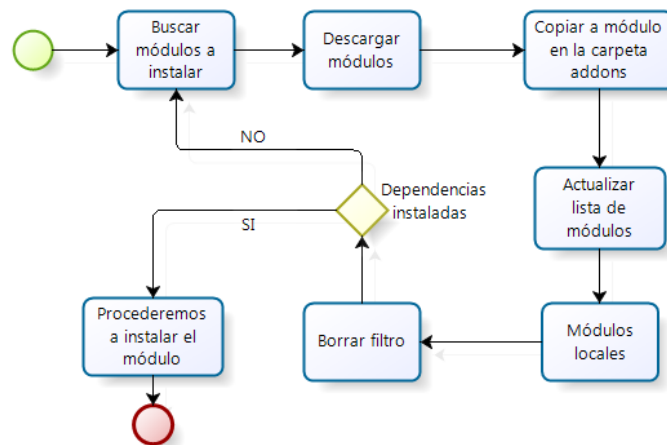 Buscar
módulos a
instalar
Descargar
módulos
Copiar a módulo
en la carpeta
addons
Actualizar
lista de
módulos
Módulos
locales
Borrar filtro
Dependencias
instaladas
NO
SI
Procederemos
a instalar el
módulo